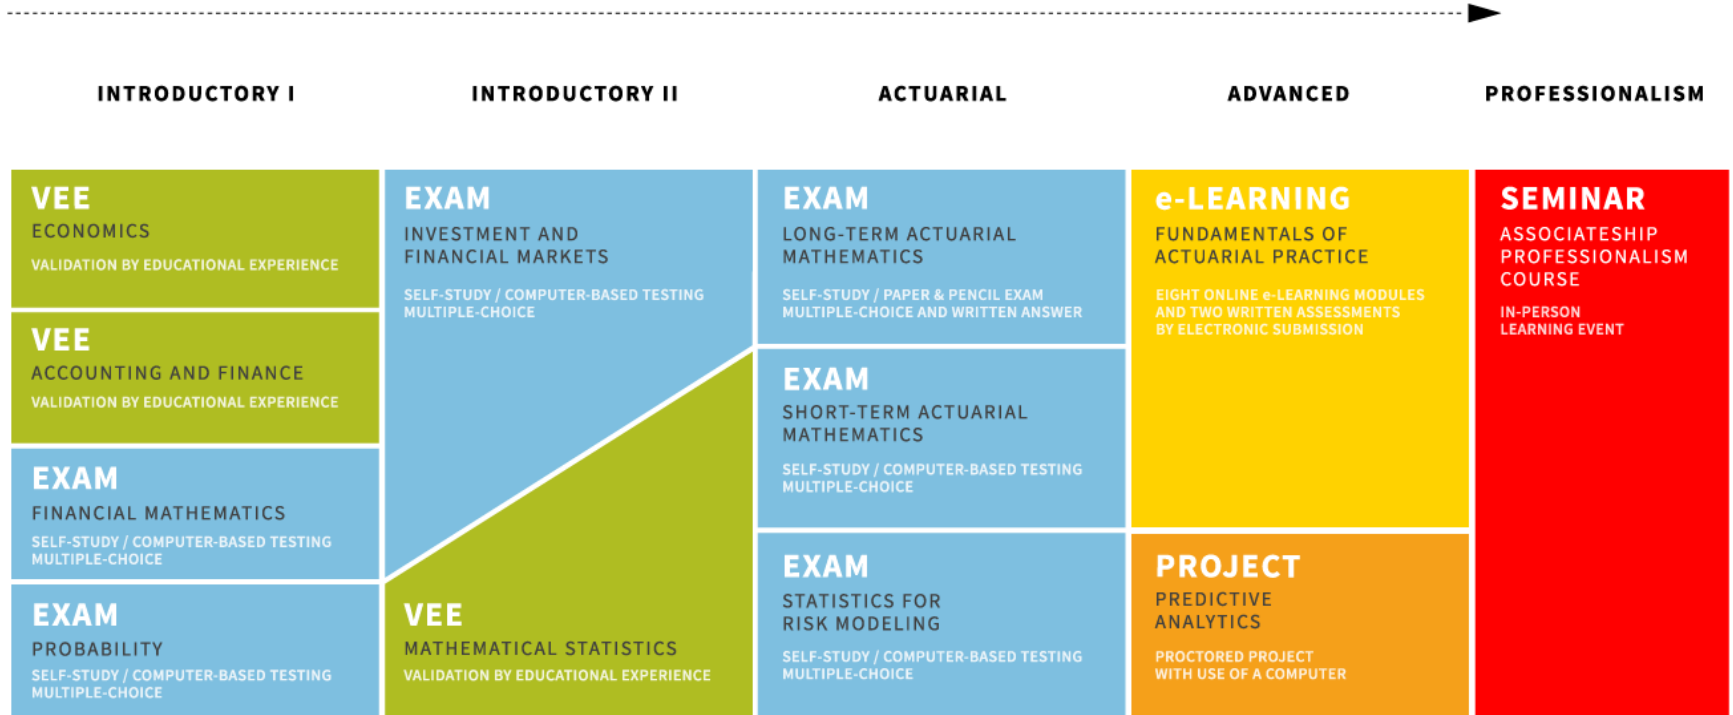 INTRODUCTORY I
INTRODUCTORY II
ACTUARIAL
ADVANCED
PROFESSIONALISM
VEE
ECONOMICS
VALIDATION BY EDUCATIONAL EXPERIENCE
VEE
ACCOUNTING AND FINANCE
VALIDATION BY EDUCATIONAL EXPERIENCE
EXAM
FINANCIAL MATHEMATICS
SELF-STUDY / COMPUTER-BASED TESTING
MULTIPLE-CHOICE
EXAM
PROBABILITY
SELF-STUDY / COMPUTER-BASED TESTING
MULTIPLE-CHOICE
EXAM
INVESTMENT AND
FINANCIAL MARKETS
SELF-STUDY / COMPUTER-BASED TESTING
MULTIPLE-CHOICE
VEE
MATHEMATICAL STATISTICS
VALIDATION BY EDUCATIONAL EXPERIENCE
EXAM
LONG-TERM ACTUARIAL
MATHEMATICS
SELF-STUDY / PAPER & PENCIL EXAM
MULTIPLE-CHOICE AND WRITTEN ANSWER
EXAM
SHORT-TERM ACTUARIAL
MATHEMATICS
SELF-STUDY / COMPUTER-BASED TESTING
MULTIPLE-CHOICE
EXAM
STATISTICS FOR
RISK MODELING
SELF-STUDY / COMPUTER-BASED TESTING
MULTIPLE-CHOICE
e-LEARNING
FUNDAMENTALS OF
ACTUARIAL PRACTICE
EIGHT ONLINE e-LEARNING MODULES
AND TWO WRITTEN ASSESSMENTS
BY ELECTRONIC SUBMISSION
PROJECT
PREDICTIVE
ANALYTICS
PROCTORED PROJECT
WITH USE OF A COMPUTER
SEMINAR
ASSOCIATESHIP
PROFESSIONALISM
COURSE
IN-PERSON
LEARNING EVENT